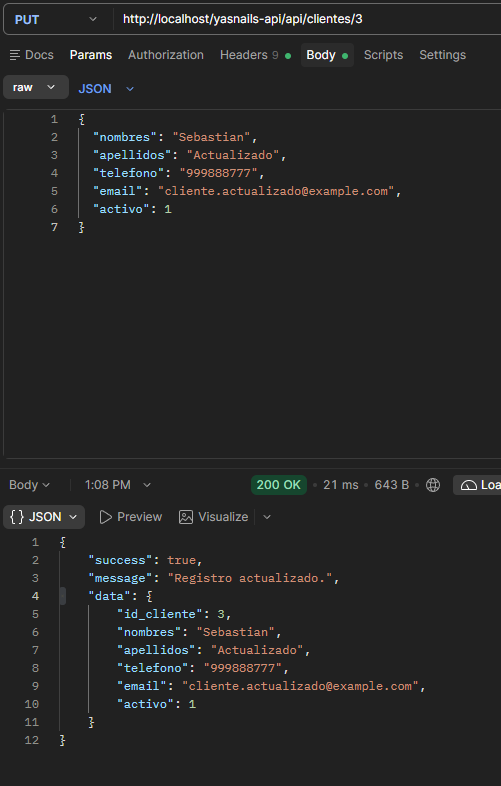 PUT http://localhost/yasnails-api/api/clientes/3
Docs Params Authorization Headers 9 Body Scripts Settings
raw JSON
1 {
2 "nombres": "Sebastian",
3 "apellidos": "Actualizado",
4 "telefono": "999888777",
5 "email": "cliente.actualizado@example.com",
6 "activo": 1
7 }
Body 1:08 PM 200 OK • 21 ms • 643 B Loa
{} JSON Preview Visualize
1 {
2 "success": true,
3 "message": "Registro actualizado.",
4 "data": {
5 "id_cliente": 3,
6 "nombres": "Sebastian",
7 "apellidos": "Actualizado",
8 "telefono": "999888777",
9 "email": "cliente.actualizado@example.com",
10 "activo": 1
11 }
12 }